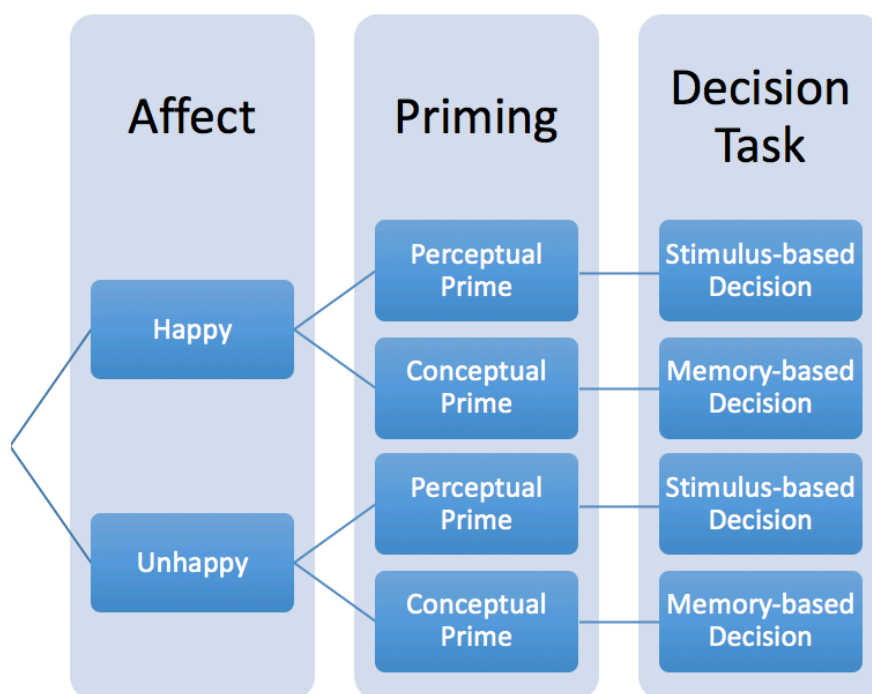 Affect
Priming
Decision
Task
Happy
Perceptual
Prime
Stimulus-based
Decision
Conceptual
Prime
Memory-based
Decision
Unhappy
Perceptual
Prime
Stimulus-based
Decision
Conceptual
Prime
Memory-based
Decision